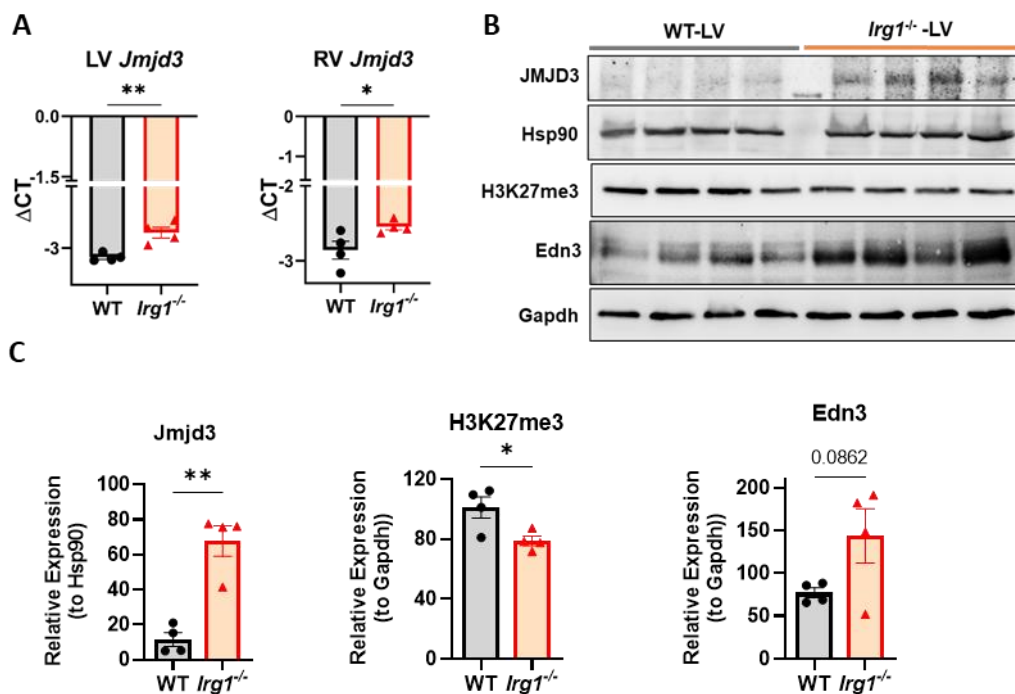 A
LV Jmjd3
**
0.0
-1.5
-3
ΔCT
WT Irg1-/-
RV Jmjd3
*
0
-1
-2
-3
ΔCT
WT Irg1-/-
B
WT-LV Irg1-/- -LV
JMJD3
Hsp90
H3K27me3
Edn3
Gapdh
C
Jmjd3
**
100
80
60
40
20
0
Relative Expression
(to Hsp90)
WT Irg1-/-
H3K27me3
*
120
80
40
0
Relative Expression
(to Gapdh))
WT Irg1-/-
Edn3
0.0862
200
150
100
50
0
Relative Expression
(to Gapdh))
WT Irg1-/-